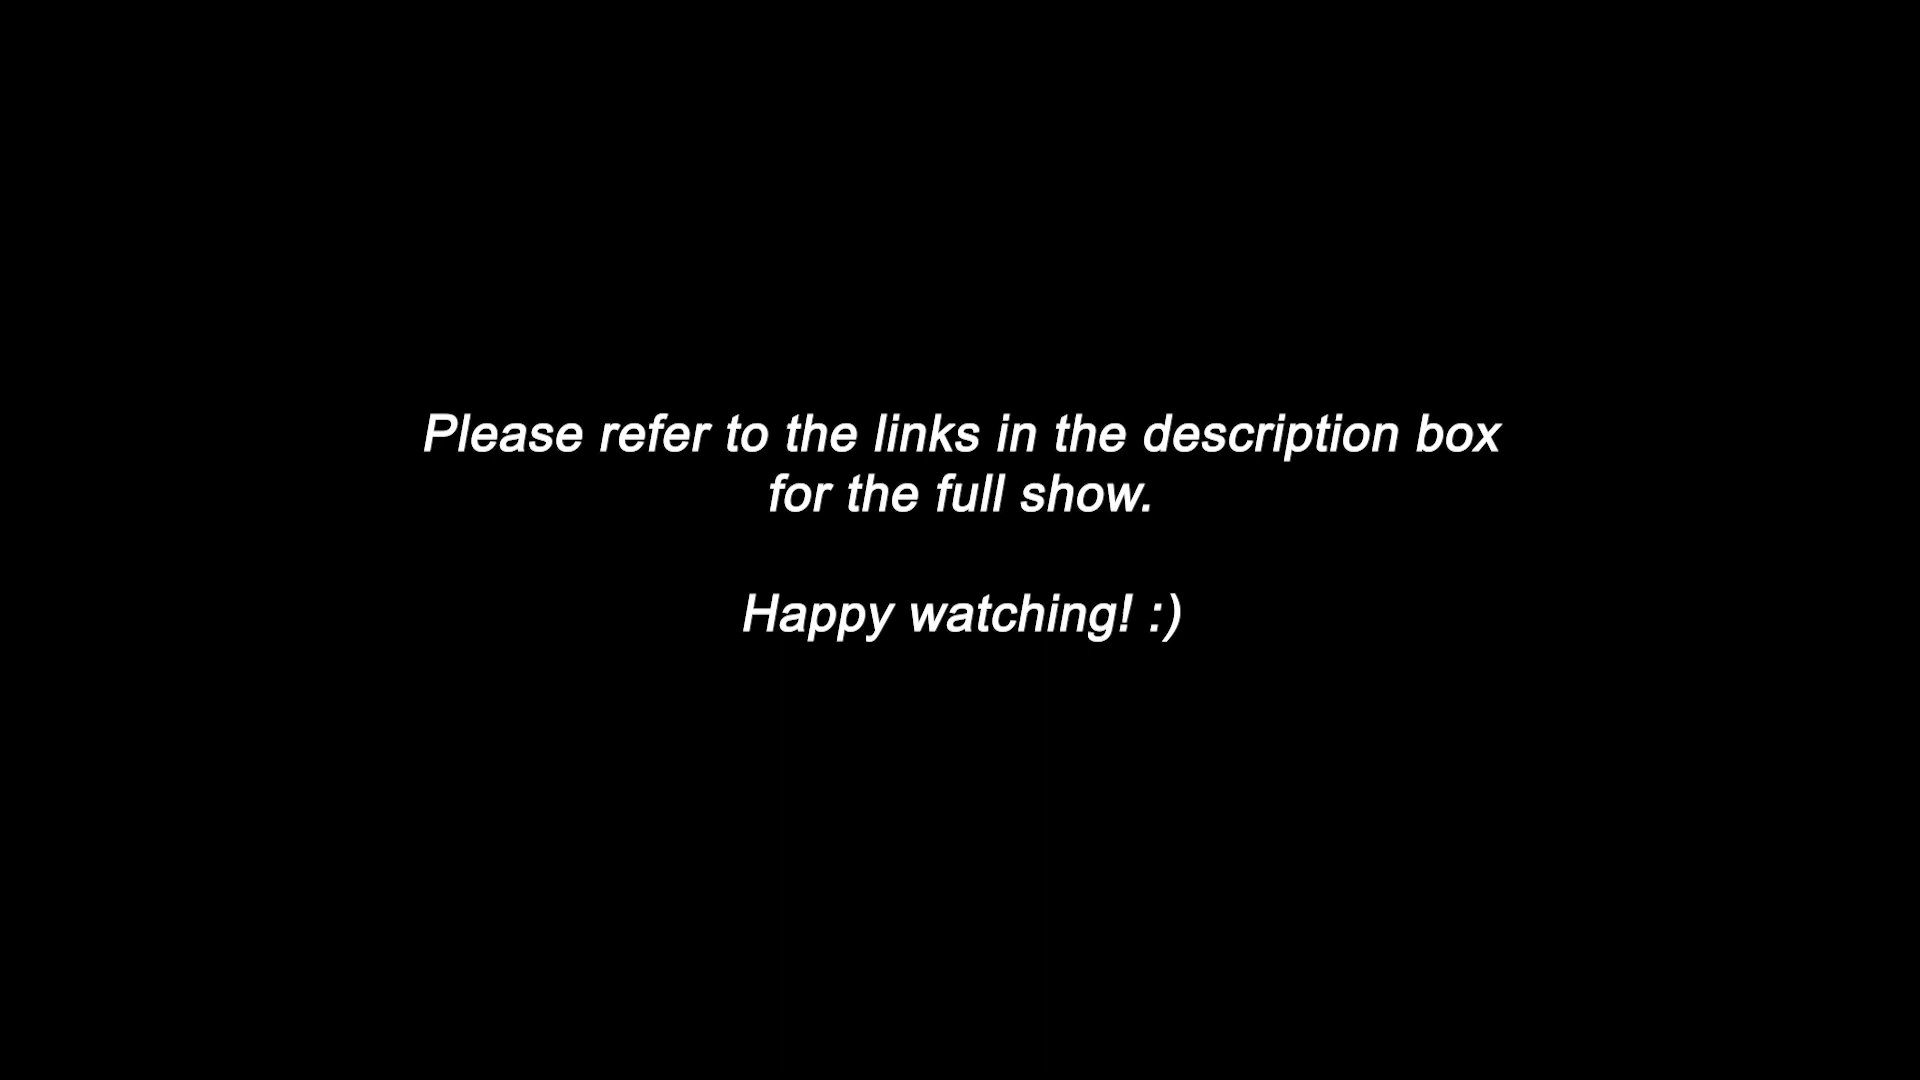 Please refer to the links in the description box
for the full show.
Happy watching! :)